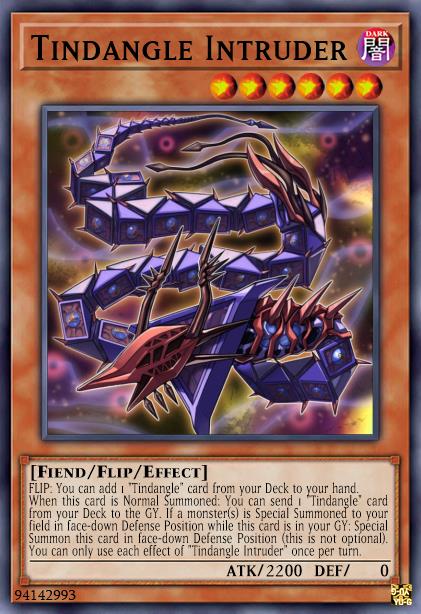 TINDANGLE INTRUDER
DARK
闇
[FIEND/FLIP/EFFECT]
FLIP: You can add 1 "Tindangle" card from your Deck to your hand.
When this card is Normal Summoned: You can send 1 "Tindangle" card
from your Deck to the GY. If a monster(s) is Special Summoned to your
field in face-down Defense Position while this card is in your GY: Special
Summon this card in face-down Defense Position (this is not optional).
You can only use each effect of "Tindangle Intruder" once per turn.
ATK/2200 DEF/ 0
94142993